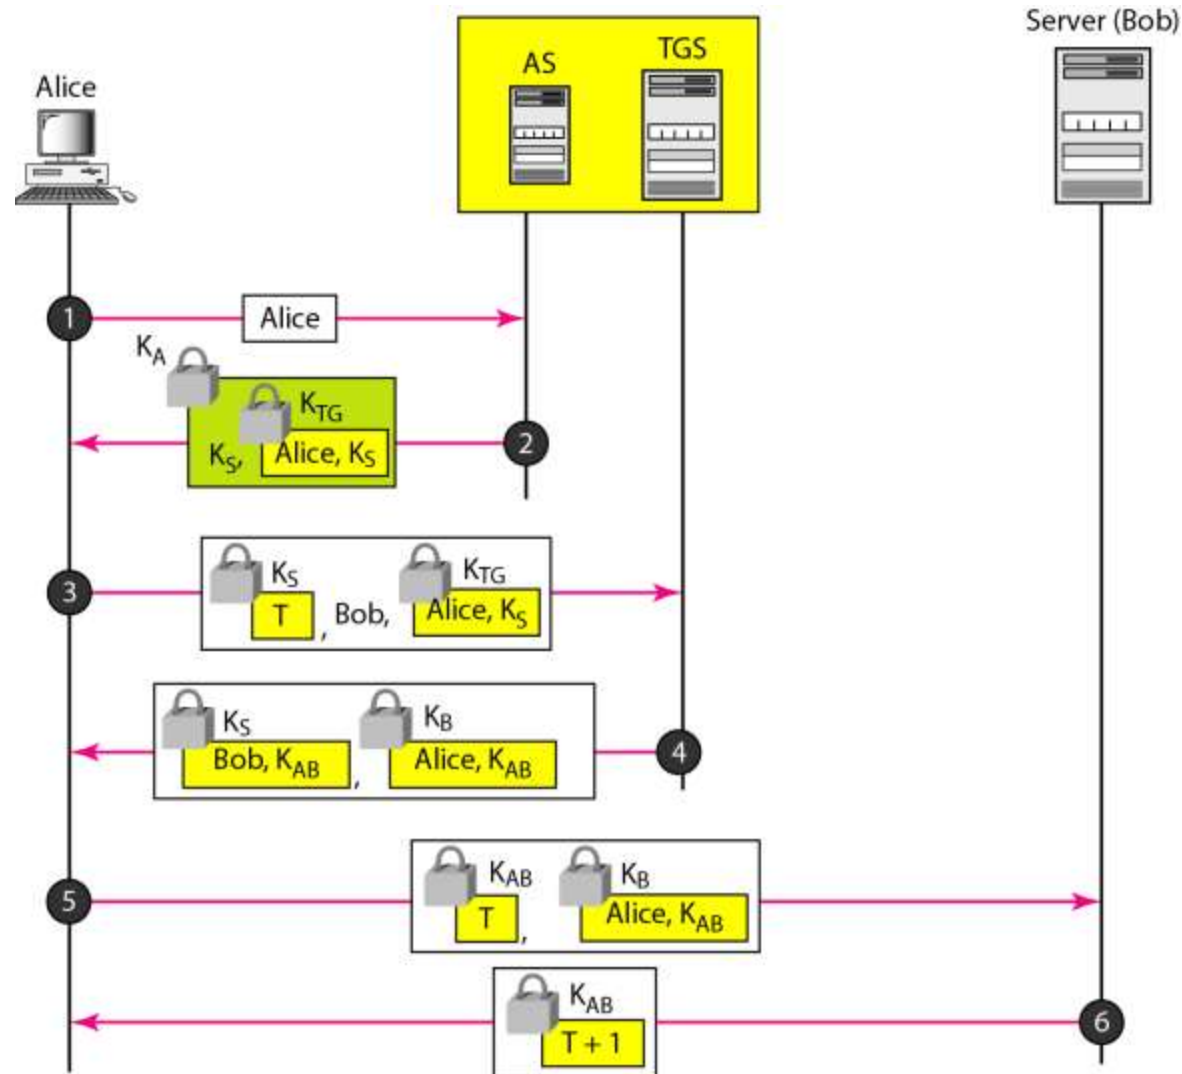 Server (Bob)
AS
TGS
Alice
1
Alice
K_A
K_TG
K_S, Alice, K_S
2
3
K_S
K_TG
T , Bob, Alice, K_S
K_S
K_B
Bob, K_AB , Alice, K_AB
4
5
K_AB
K_B
T , Alice, K_AB
K_AB
T + 1
6